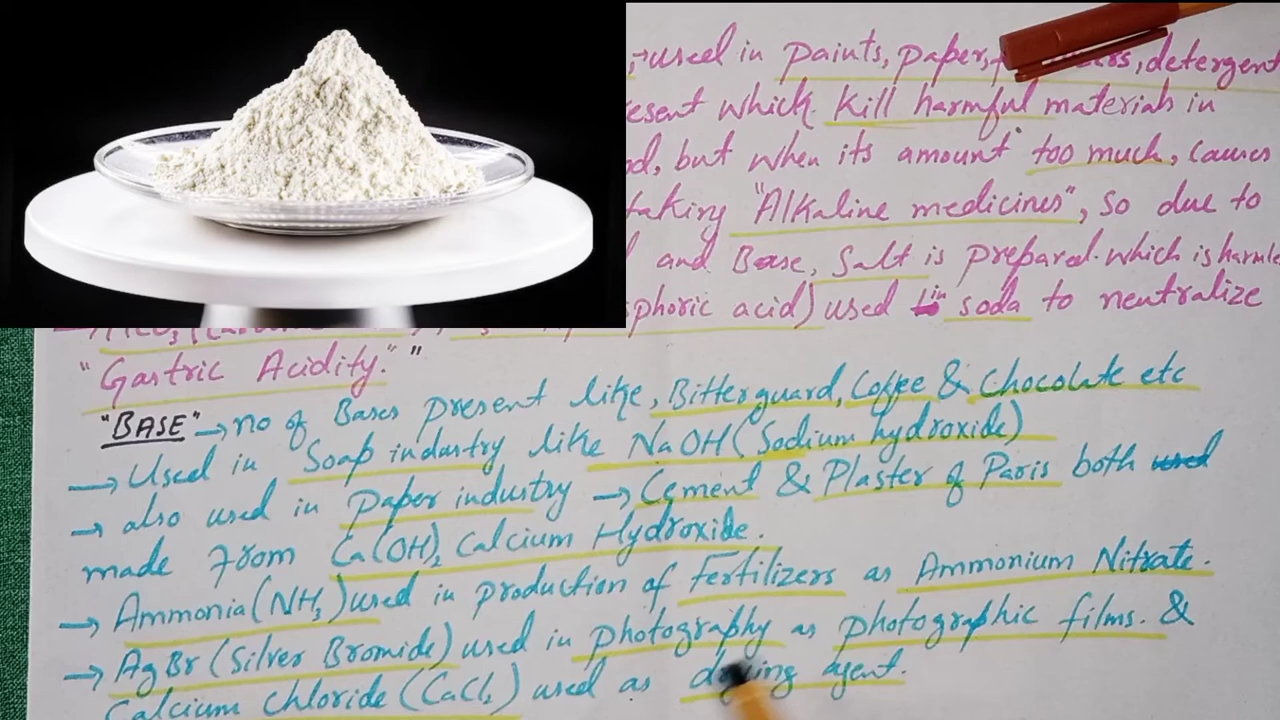 used in paints, paper, detergent
esent which kill harmful materials in
d, but when its amount too much, causes
taking "Alkaline medicines", so due to
and Base, Salt is prepared. which is harmle
sphoric acid) used in soda to neutralize
"Gastric Acidity." "
"BASE" → no of Bases present like, Bitterguard, Coffee & Chocolate etc
→ Used in Soap industry like NaOH (Sodium hydroxide)
→ also used in paper industry → Cement & Plaster of Paris both used
made from Ca(OH)2 Calcium Hydroxide.
→ Ammonia (NH3) used in production of Fertilizers as Ammonium Nitrate.
→ AgBr (Silver Bromide) used in photography as photographic films. &
Calcium Chloride (CaCl2) used as drying agent.